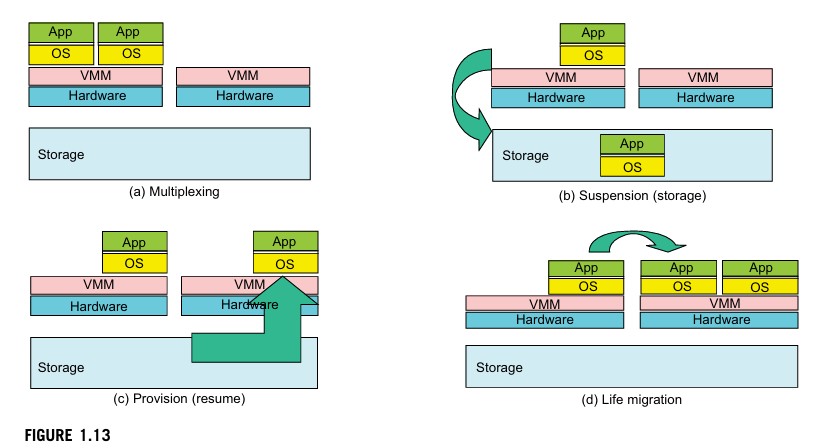 App App
OS OS
VMM VMM
Hardware Hardware
Storage
(a) Multiplexing
App
OS
VMM VMM
Hardware Hardware
Storage
App
OS
(b) Suspension (storage)
App App
OS OS
VMM VMM
Hardware Hardware
Storage
(c) Provision (resume)
App App App
OS OS OS
VMM VMM
Hardware Hardware
Storage
(d) Life migration
FIGURE 1.13